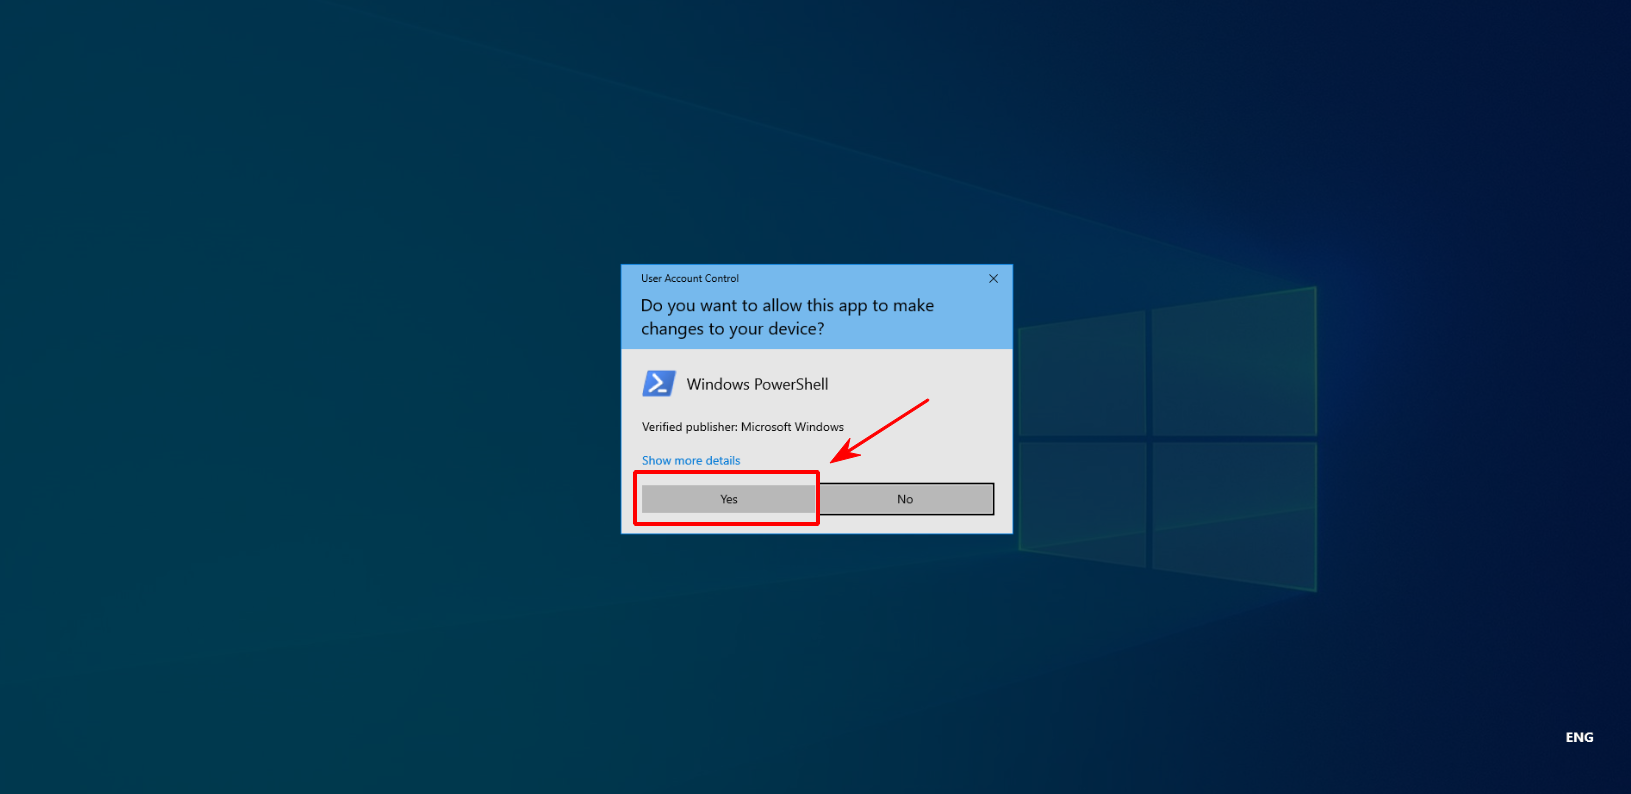 User Account Control
Do you want to allow this app to make
changes to your device?
Windows PowerShell
Verified publisher: Microsoft Windows
Show more details
Yes
No
ENG